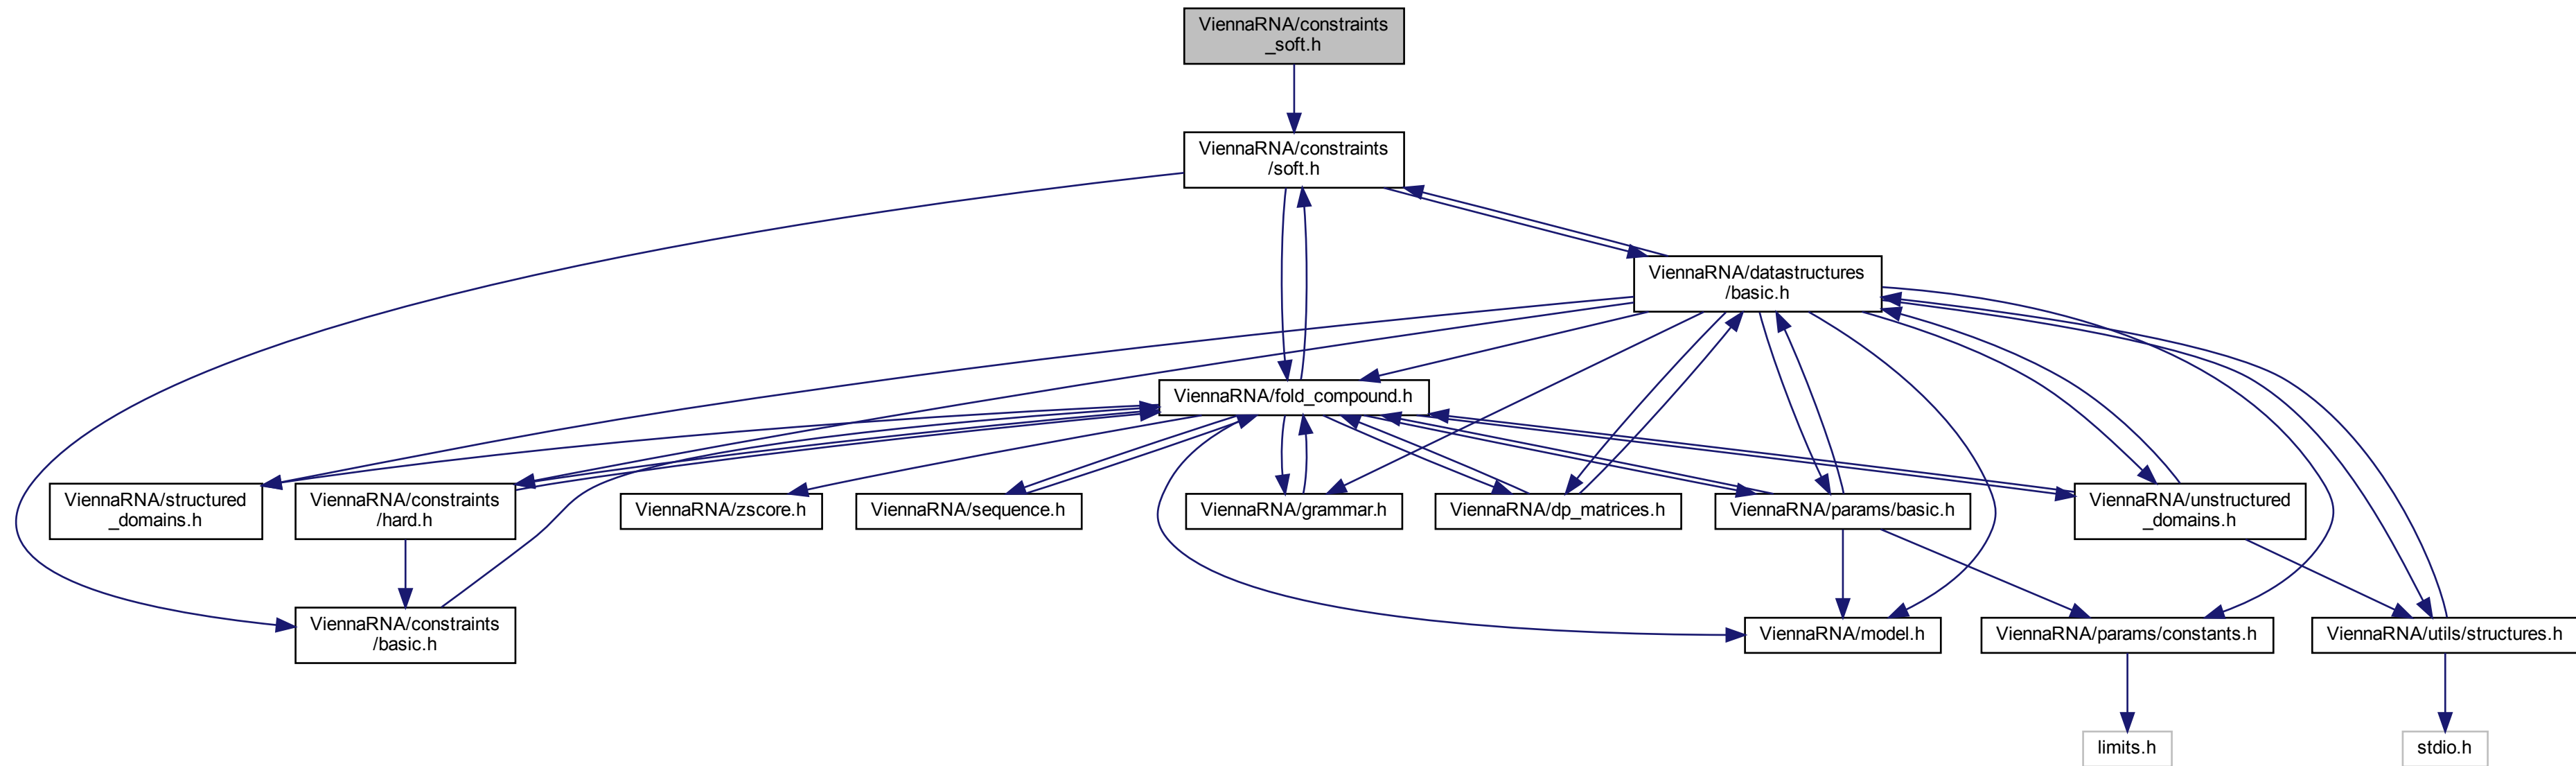 ViennaRNA/constraints
_soft.h
ViennaRNA/constraints
/soft.h
ViennaRNA/datastructures
/basic.h
ViennaRNA/fold_compound.h
ViennaRNA/structured
_domains.h
ViennaRNA/constraints
/hard.h
ViennaRNA/zscore.h
ViennaRNA/sequence.h
ViennaRNA/grammar.h
ViennaRNA/dp_matrices.h
ViennaRNA/params/basic.h
ViennaRNA/unstructured
_domains.h
ViennaRNA/constraints
/basic.h
ViennaRNA/model.h
ViennaRNA/params/constants.h
ViennaRNA/utils/structures.h
limits.h
stdio.h